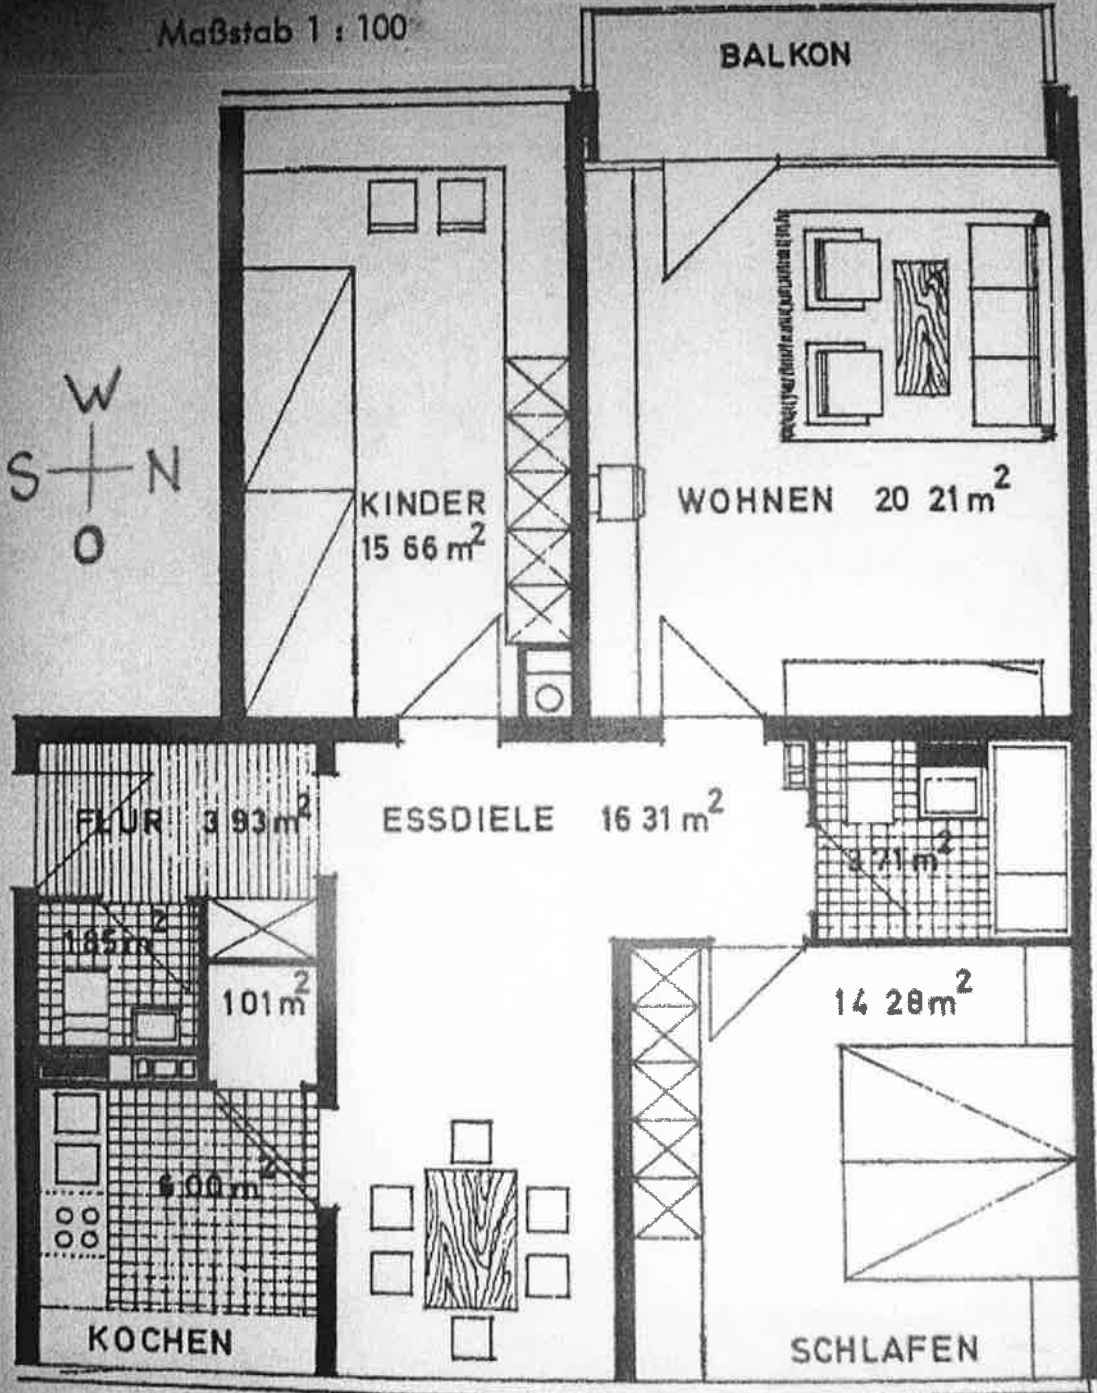 Maßstab 1 : 100
BALKON
W
S N
O
KINDER
15 66 m²
WOHNEN 20 21 m²
FLUR 3 93 m²
ESSDIELE 16 31 m²
3 71 m²
1 85 m²
1 01 m²
14 28 m²
6 00 m²
KOCHEN
SCHLAFEN